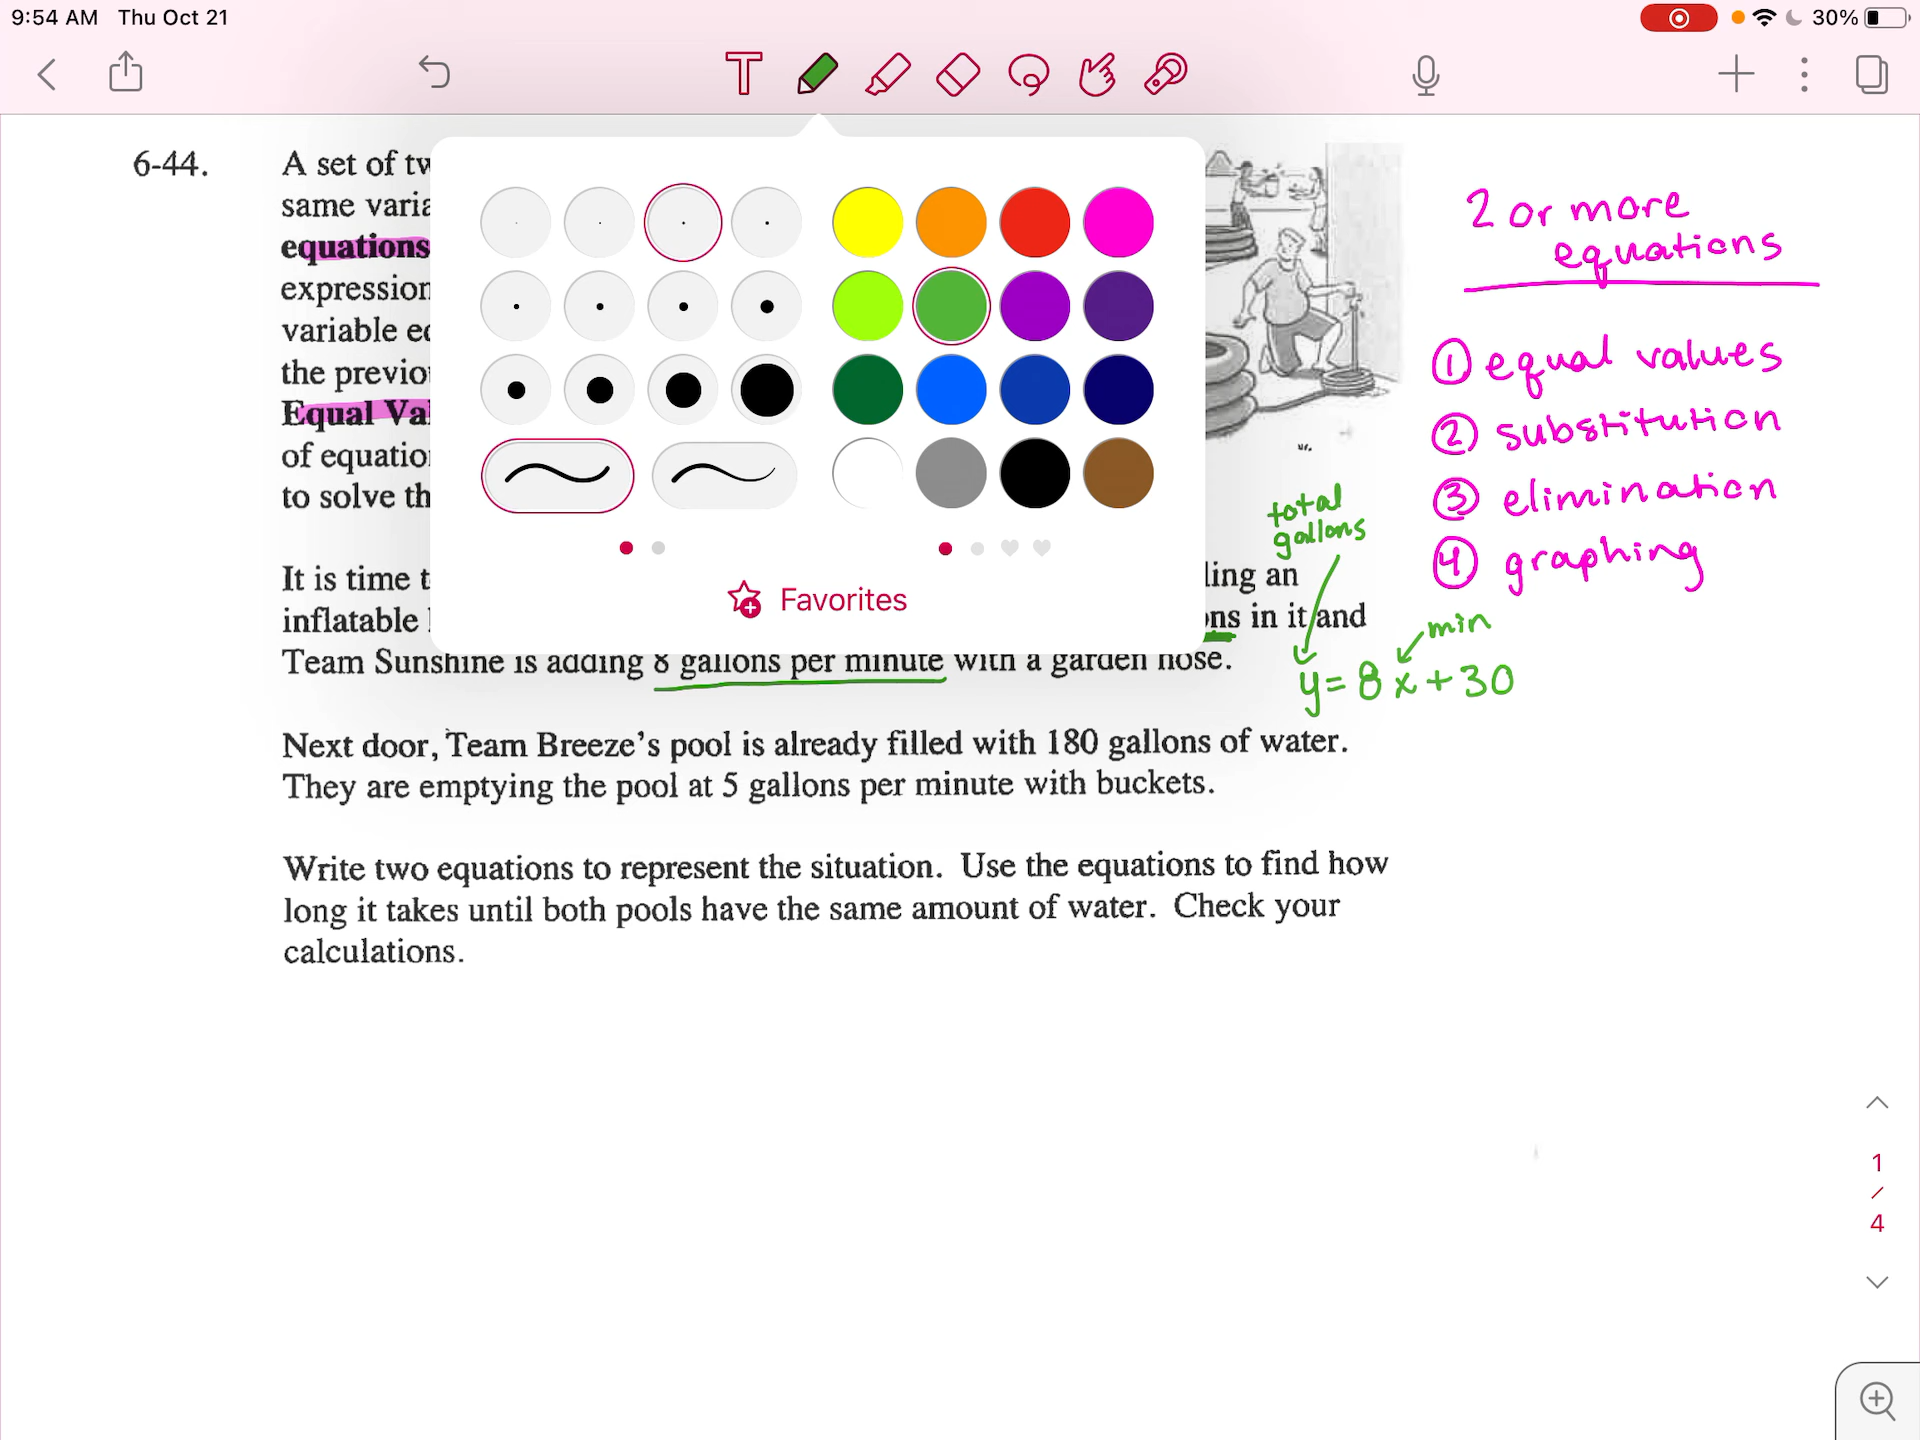 9:54 AM Thu Oct 21
30%
6-44.
A set of tw
same varia
equations
expression
variable eq
the previo
Equal Val
of equatio
to solve th
Favorites
2 or more
equations
① equal values
② substitution
③ elimination
④ graphing
total
gallons
It is time t
ling an
inflatable
ons in it and
min
Team Sunshine is adding 8 gallons per minute with a garden hose.
y = 8x + 30
Next door, Team Breeze’s pool is already filled with 180 gallons of water.
They are emptying the pool at 5 gallons per minute with buckets.
Write two equations to represent the situation. Use the equations to find how
long it takes until both pools have the same amount of water. Check your
calculations.
1
/
4